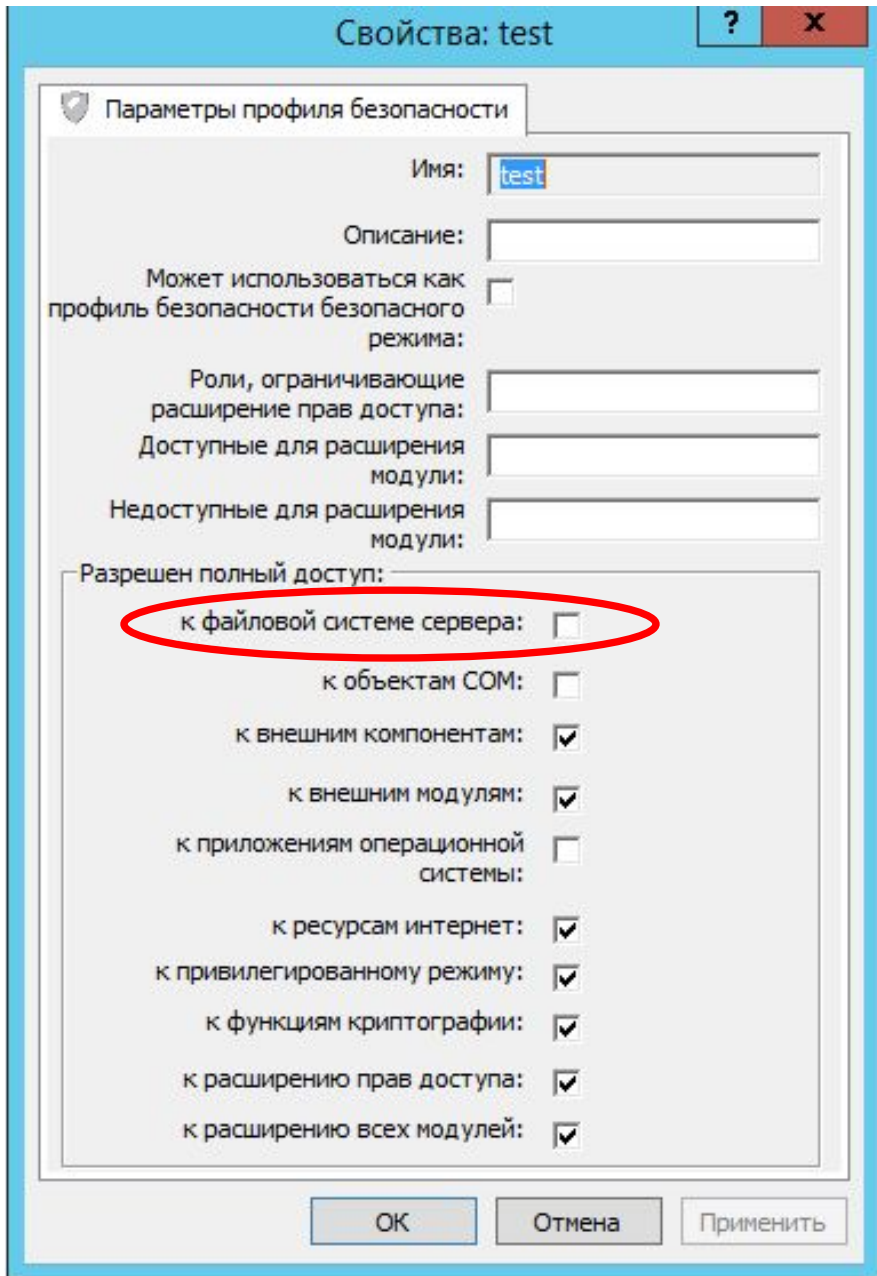 Свойства: test
?
x
Параметры профиля безопасности
Имя:
test
Описание:
Может использоваться как
профиль безопасности безопасного
режима:
Роли, ограничивающие
расширение прав доступа:
Доступные для расширения
модули:
Недоступные для расширения
модули:
Разрешен полный доступ:
к файловой системе сервера:
к объектам COM:
к внешним компонентам:
к внешним модулям:
к приложениям операционной
системы:
к ресурсам интернет:
к привилегированному режиму:
к функциям криптографии:
к расширению прав доступа:
к расширению всех модулей:
ОК
Отмена
Применить